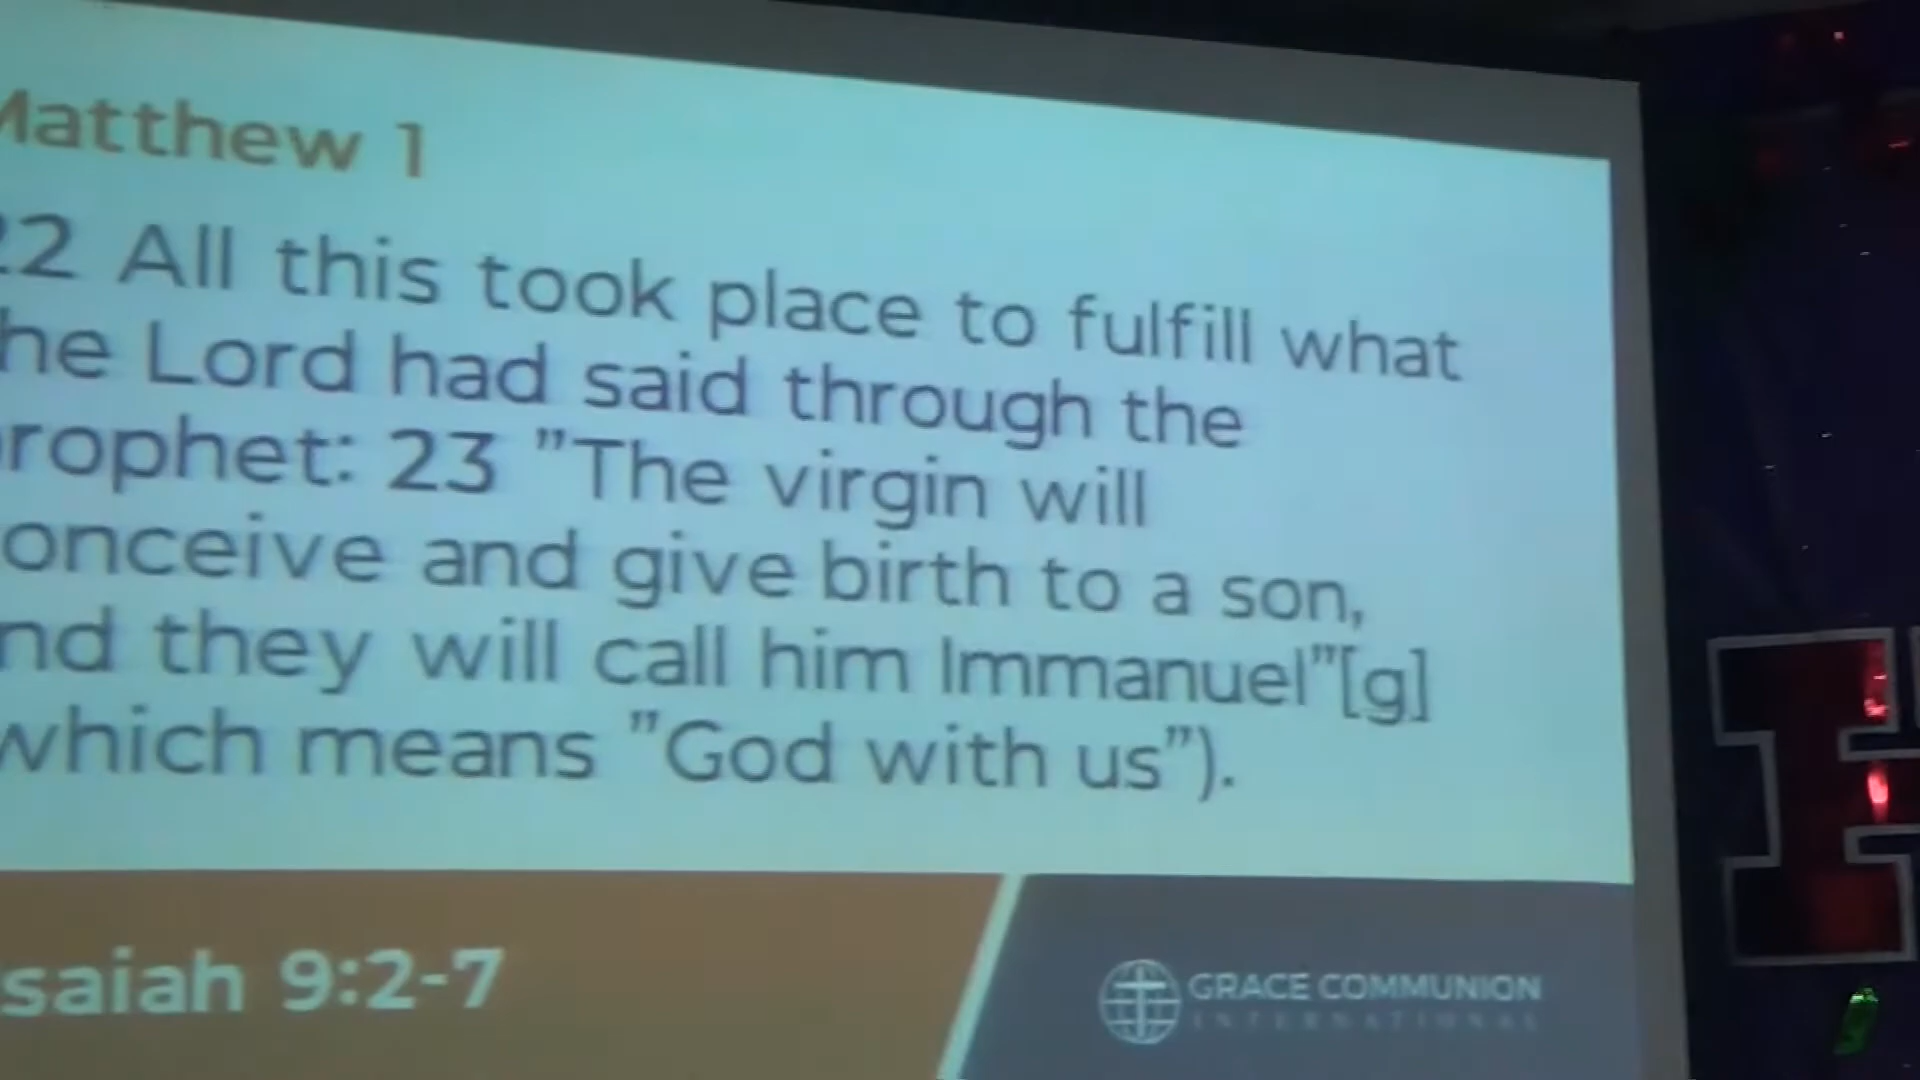 Matthew 1
22 All this took place to fulfill what
he Lord had said through the
rophet: 23 "The virgin will
onceive and give birth to a son,
nd they will call him Immanuel"[g]
which means "God with us").
saiah 9:2-7
GRACE COMMUNION
INTERNATIONAL